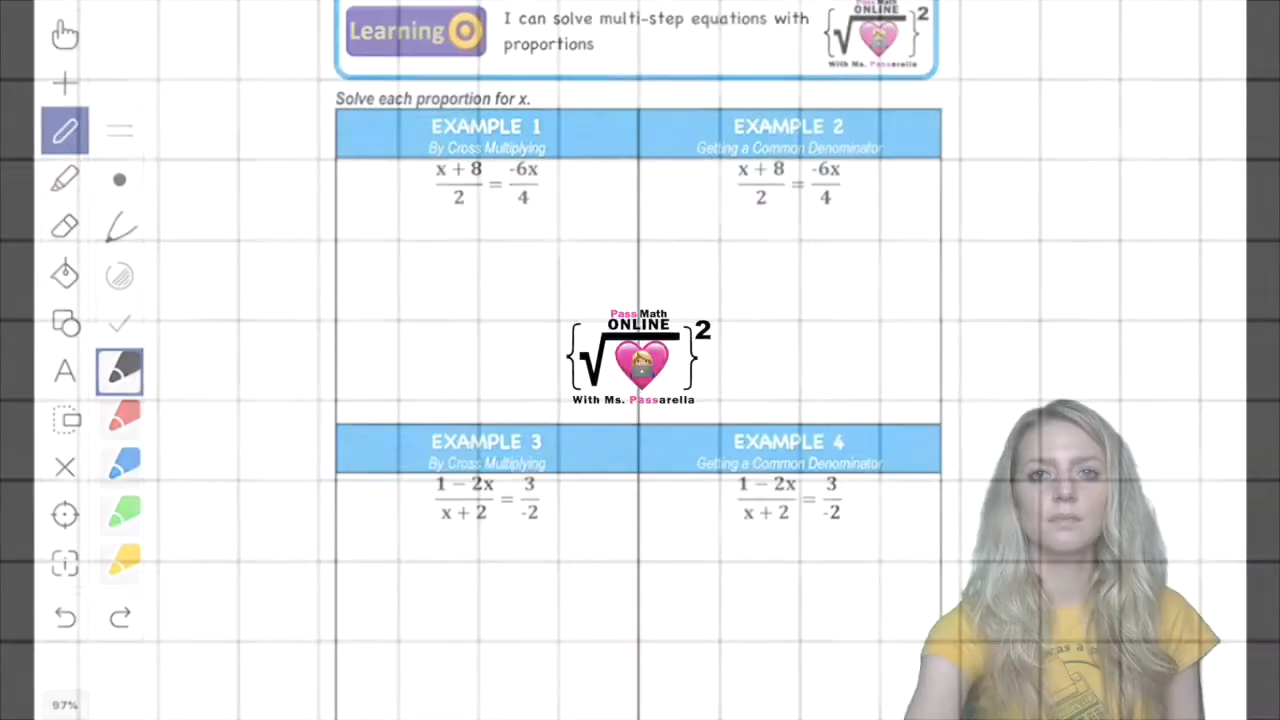 Learning
I can solve multi-step equations with
proportions
Pass Math
ONLINE
2
With Ms. Passarella
Solve each proportion for x.
EXAMPLE 1
By Cross Multiplying
x + 8 / 2 = -6x / 4
EXAMPLE 2
Getting a Common Denominator
x + 8 / 2 = -6x / 4
Pass Math
ONLINE
2
With Ms. Passarella
EXAMPLE 3
By Cross Multiplying
1 − 2x / x + 2 = 3 / -2
EXAMPLE 4
Getting a Common Denominator
1 − 2x / x + 2 = 3 / -2
A
97%